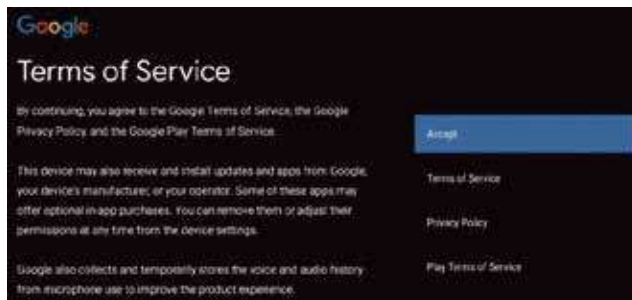 Google
Terms of Service
By continuing, you agree to the Google Terms of Service, the Google
Privacy Policy, and the Google Play Terms of Service.
This device may also receive and install updates and apps from Google,
your device's manufacturer, or your operator. Some of these apps may
offer optional in-app purchases. You can remove them or adjust their
permissions at any time from the device settings.
Google also collects and temporarily stores the voice and audio history
from microphone use to improve the product experience.
Accept
Terms of Service
Privacy Policy
Play Terms of Service